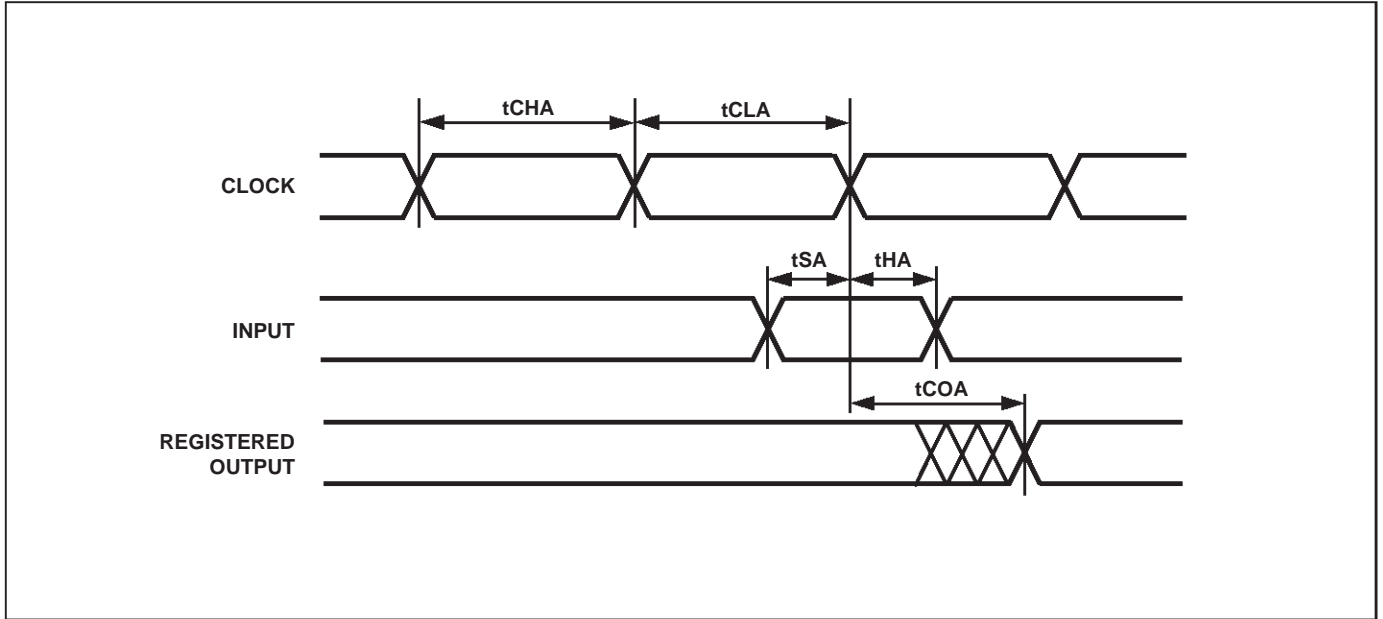 tCHA
tCLA
CLOCK
tSA
tHA
INPUT
tCOA
REGISTERED
OUTPUT